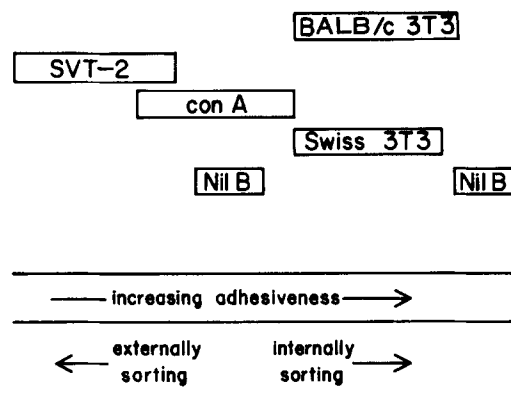 BALB/c 3T3
SVT-2
con A
Swiss 3T3
Nil B
Nil B
increasing adhesiveness
externally sorting
internally sorting